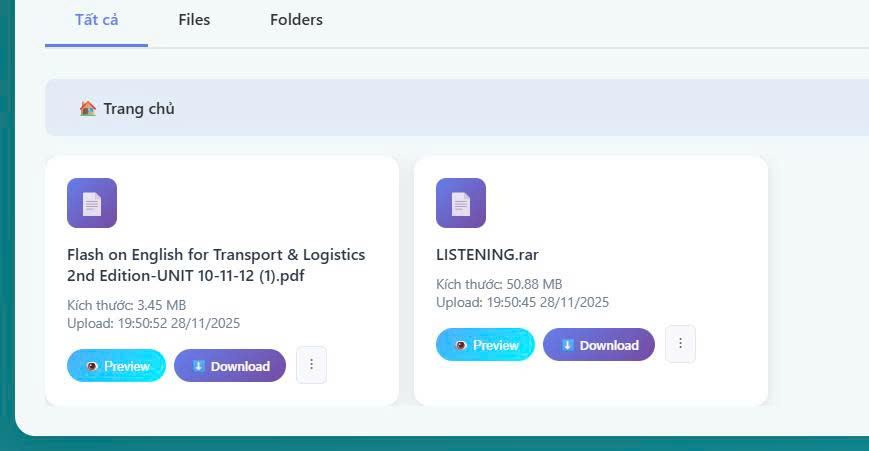 Tất cả
Files
Folders
Trang chủ
Flash on English for Transport & Logistics
2nd Edition-UNIT 10-11-12 (1).pdf
Kích thước: 3.45 MB
Upload: 19:50:52 28/11/2025
Preview
Download
LISTENING.rar
Kích thước: 50.88 MB
Upload: 19:50:45 28/11/2025
Preview
Download